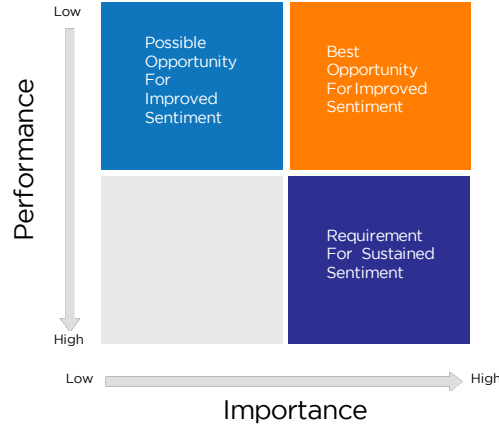 Low
Possible
Opportunity
For
Improved
Sentiment
Best
Opportunity
For Improved
Sentiment
Performance
Requirement
For Sustained
Sentiment
High
Low
High
Importance